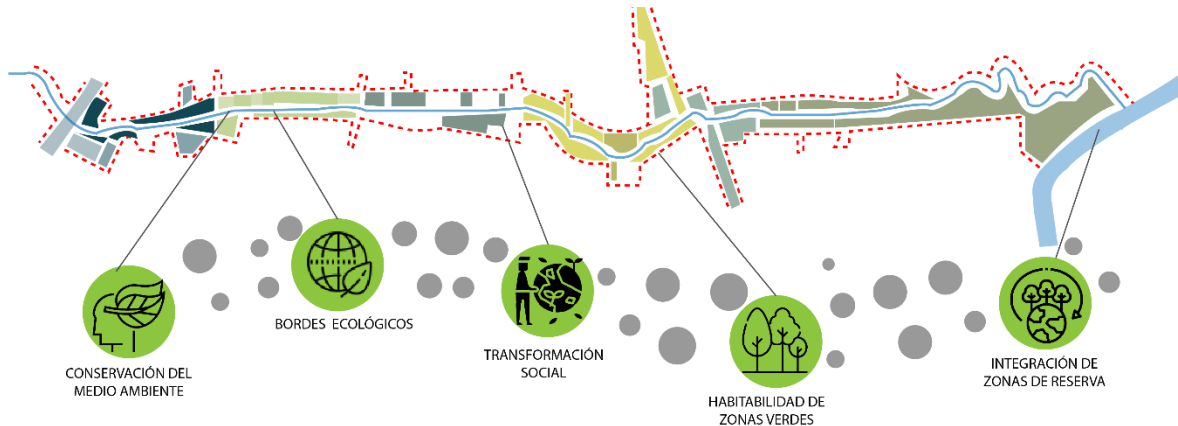 CONSERVACIÓN DEL
MEDIO AMBIENTE
BORDES ECOLÓGICOS
TRANSFORMACIÓN
SOCIAL
HABITABILIDAD DE
ZONAS VERDES
INTEGRACIÓN DE
ZONAS DE RESERVA